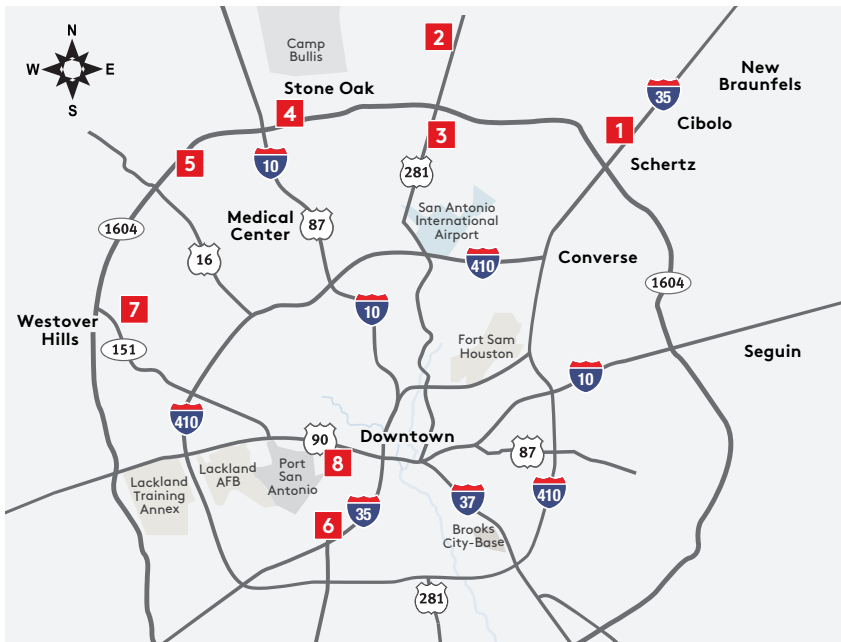 N
W E
S
Camp
Bullis
2
New
Braunfels
Stone Oak
35
4
1
Cibolo
3
5
10
281
Schertz
San Antonio
International
Airport
Medical
Center
87
1604
16
410
Converse
1604
7
10
Westover
Hills
151
Fort Sam
Houston
Seguin
10
410
90
Downtown
87
8
Lackland
Training
Annex
Lackland
AFB
Port
San
Antonio
410
37
35
6
Brooks
City-Base
281